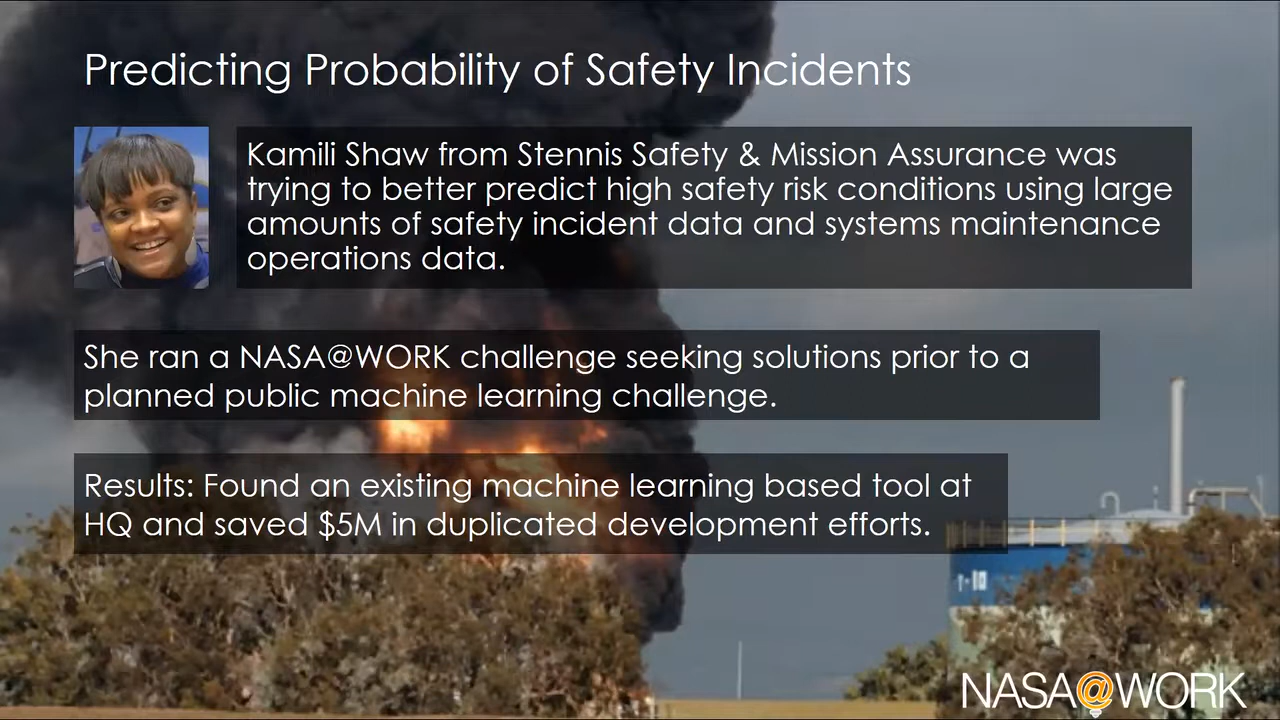 Predicting Probability of Safety Incidents
Kamili Shaw from Stennis Safety & Mission Assurance was
trying to better predict high safety risk conditions using large
amounts of safety incident data and systems maintenance
operations data.
She ran a NASA@WORK challenge seeking solutions prior to a
planned public machine learning challenge.
Results: Found an existing machine learning based tool at
HQ and saved $5M in duplicated development efforts.
NASA@WORK